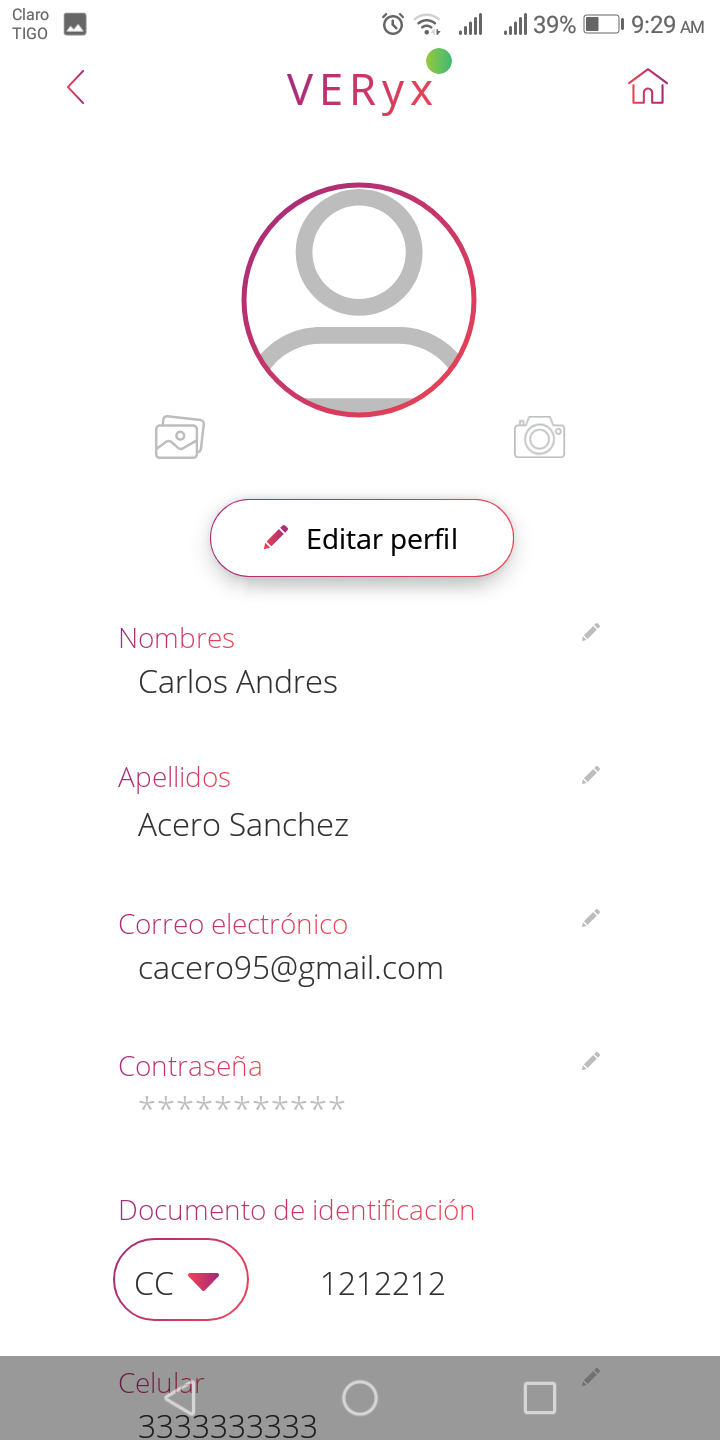 Claro
TIGO
39% 9:29 AM
VERyx
Editar perfil
Nombres
Carlos Andres
Apellidos
Acero Sanchez
Correo electrónico
cacero95@gmail.com
Contraseña
***********
Documento de identificación
CC 1212212
Celular
3333333333